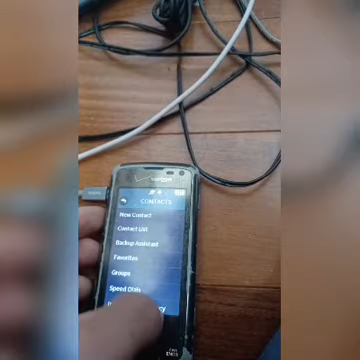 verizon
CONTACTS
New Contact
Contact List
Backup Assistant
Favorites
Groups
Speed Dials